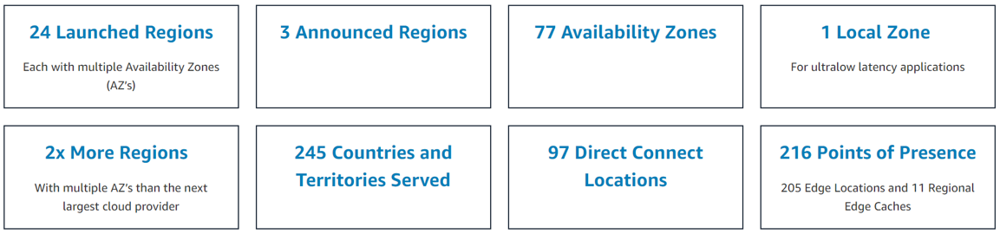 24 Launched Regions
Each with multiple Availability Zones
(AZ’s)
3 Announced Regions
77 Availability Zones
1 Local Zone
For ultralow latency applications
2x More Regions
With multiple AZ’s than the next
largest cloud provider
245 Countries and
Territories Served
97 Direct Connect
Locations
216 Points of Presence
205 Edge Locations and 11 Regional
Edge Caches